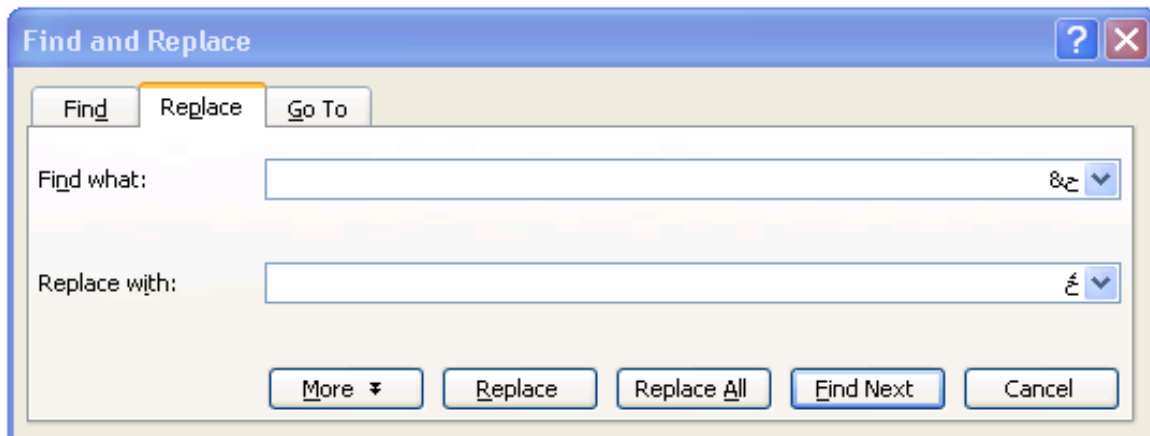 Find and Replace
Find Replace Go To
Find what: ج&
Replace with: ځ
More Replace Replace All Find Next Cancel